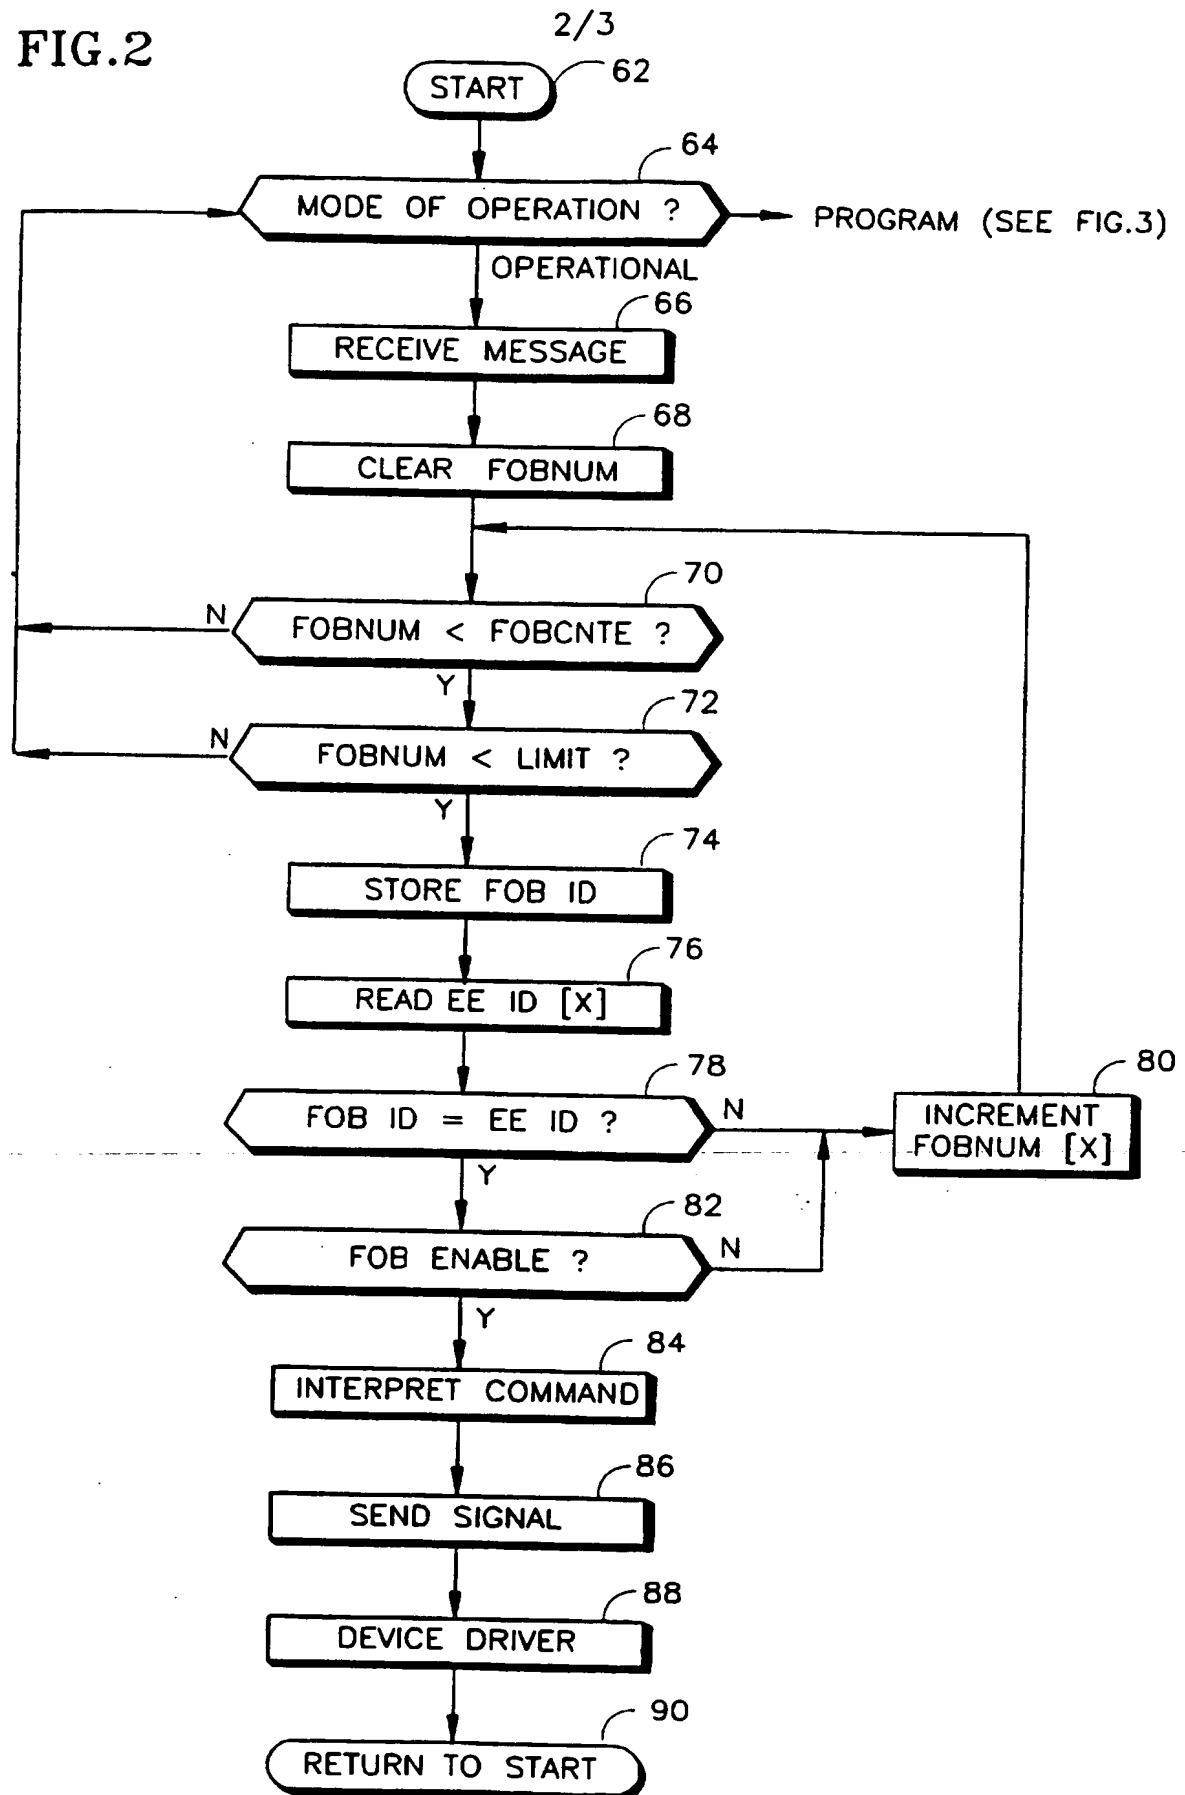 2/3
FIG.2
START
62
64
MODE OF OPERATION ?
PROGRAM (SEE FIG.3)
OPERATIONAL
66
RECEIVE MESSAGE
68
CLEAR FOBNUM
70
N
FOBNUM < FOBCNTE ?
Y
72
N
FOBNUM < LIMIT ?
Y
74
STORE FOB ID
76
READ EE ID [X]
78
80
FOB ID = EE ID ?
N
INCREMENT
FOBNUM [X]
Y
82
FOB ENABLE ?
N
Y
84
INTERPRET COMMAND
86
SEND SIGNAL
88
DEVICE DRIVER
90
RETURN TO START